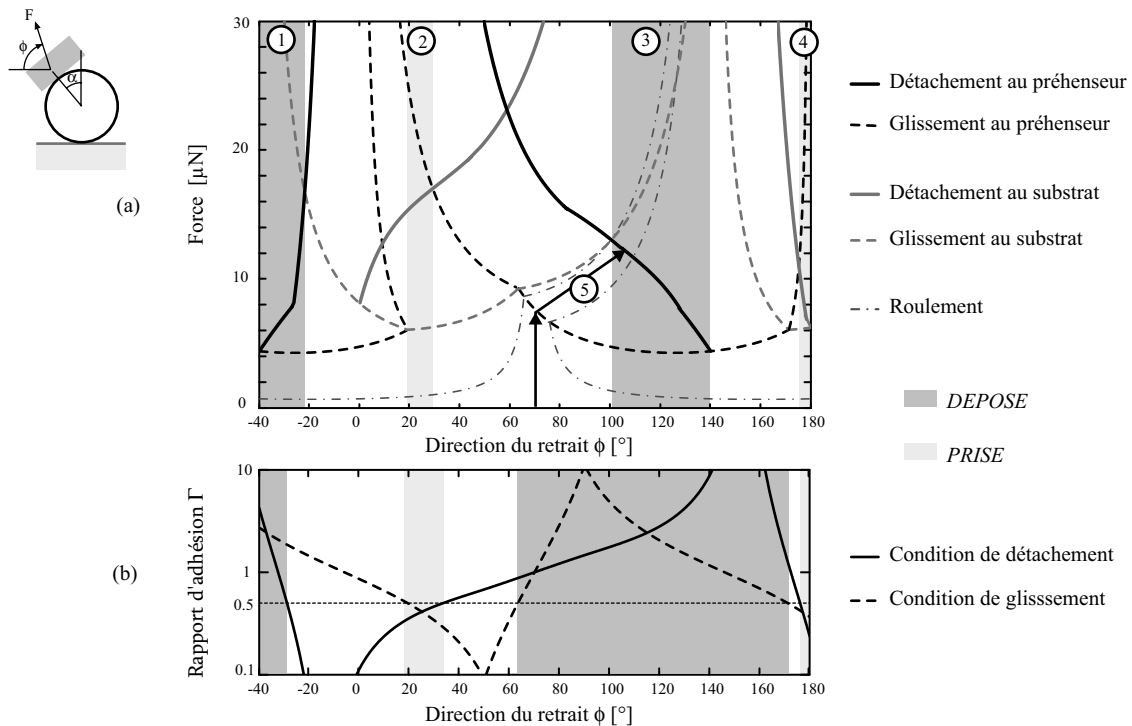 F
ϕ
α
(a)
Force [µN]
30
20
10
0
1
2
3
4
5
-40 -20 0 20 40 60 80 100 120 140 160 180
Direction du retrait ϕ [°]
Détachement au préhenseur
Glissement au préhenseur
Détachement au substrat
Glissement au substrat
Roulement
DEPOSE
PRISE
(b)
Rapport d'adhésion Γ
10
1
0.5
0.1
-40 -20 0 20 40 60 80 100 120 140 160 180
Direction du retrait ϕ [°]
Condition de détachement
Condition de glisssement